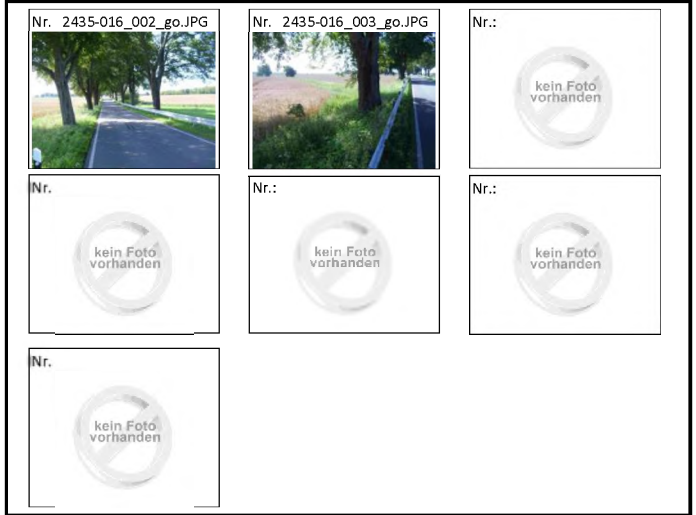 Nr. 2435-016_002_go.JPG
Nr. 2435-016_003_go.JPG
Nr.:
kein Foto
vorhanden
Nr.
kein Foto
vorhanden
Nr.:
kein Foto
vorhanden
Nr.:
kein Foto
vorhanden
Nr.
kein Foto
vorhanden